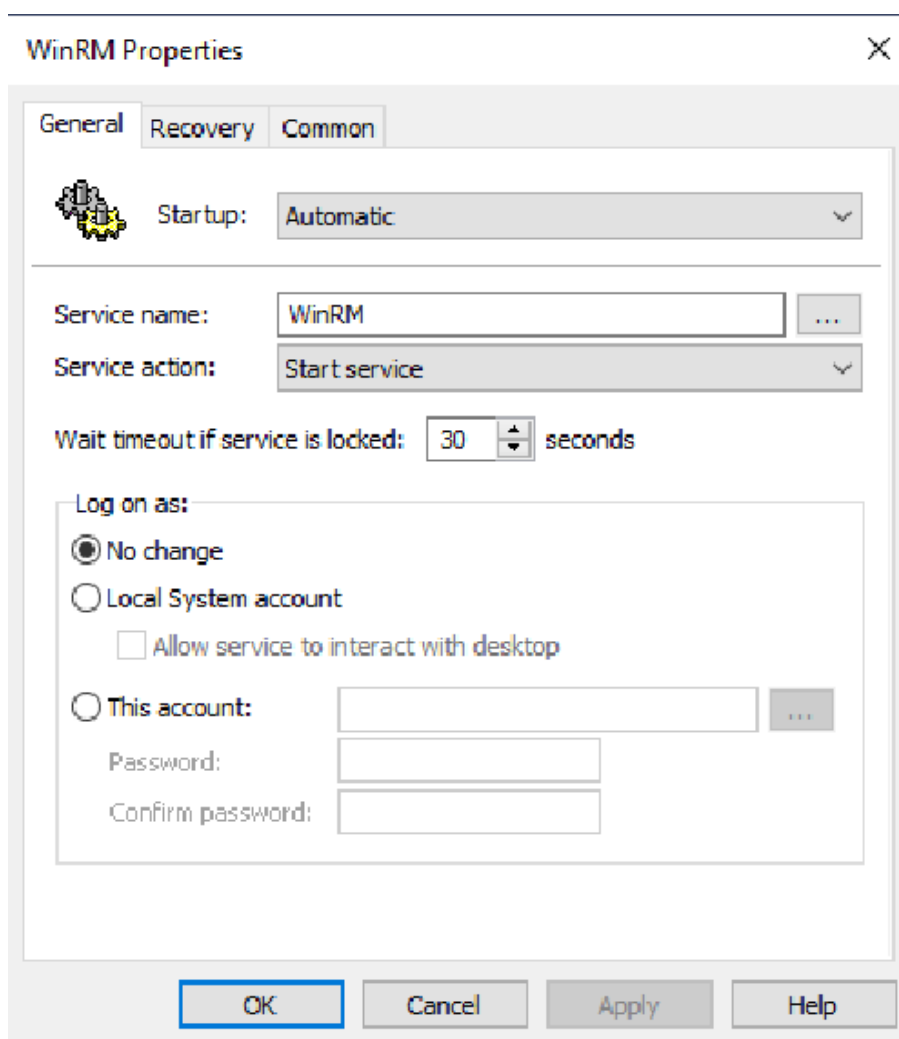 WinRM Properties
General Recovery Common
Startup: Automatic
Service name: WinRM ...
Service action: Start service
Wait timeout if service is locked: 30 seconds
Log on as:
No change
Local System account
Allow service to interact with desktop
This account: ...
Password:
Confirm password:
OK Cancel Apply Help